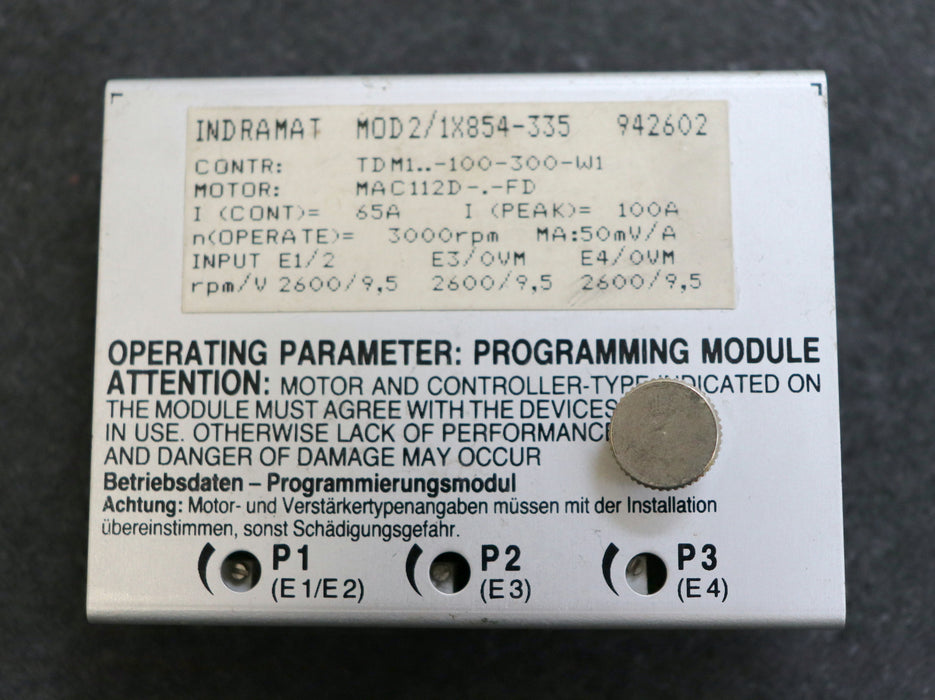 INDRAMAT MOD2/1X854-335 942602
CONTR: TDM1..-100-300-W1
MOTOR: MAC112D-.-FD
I (CONT)= 65A I (PEAK)= 100A
n(OPERATE)= 3000rpm MA:50mV/A
INPUT E1/2 E3/0VM E4/0VM
rpm/V 2600/9,5 2600/9,5 2600/9,5
OPERATING PARAMETER: PROGRAMMING MODULE
ATTENTION: MOTOR AND CONTROLLER-TYPE INDICATED ON
THE MODULE MUST AGREE WITH THE DEVICES
IN USE. OTHERWISE LACK OF PERFORMANCE
AND DANGER OF DAMAGE MAY OCCUR
Betriebsdaten – Programmierungsmodul
Achtung: Motor- und Verstärkertypenangaben müssen mit der Installation
übereinstimmen, sonst Schädigungsgefahr.
P1 P2 P3
(E1/E2) (E3) (E4)